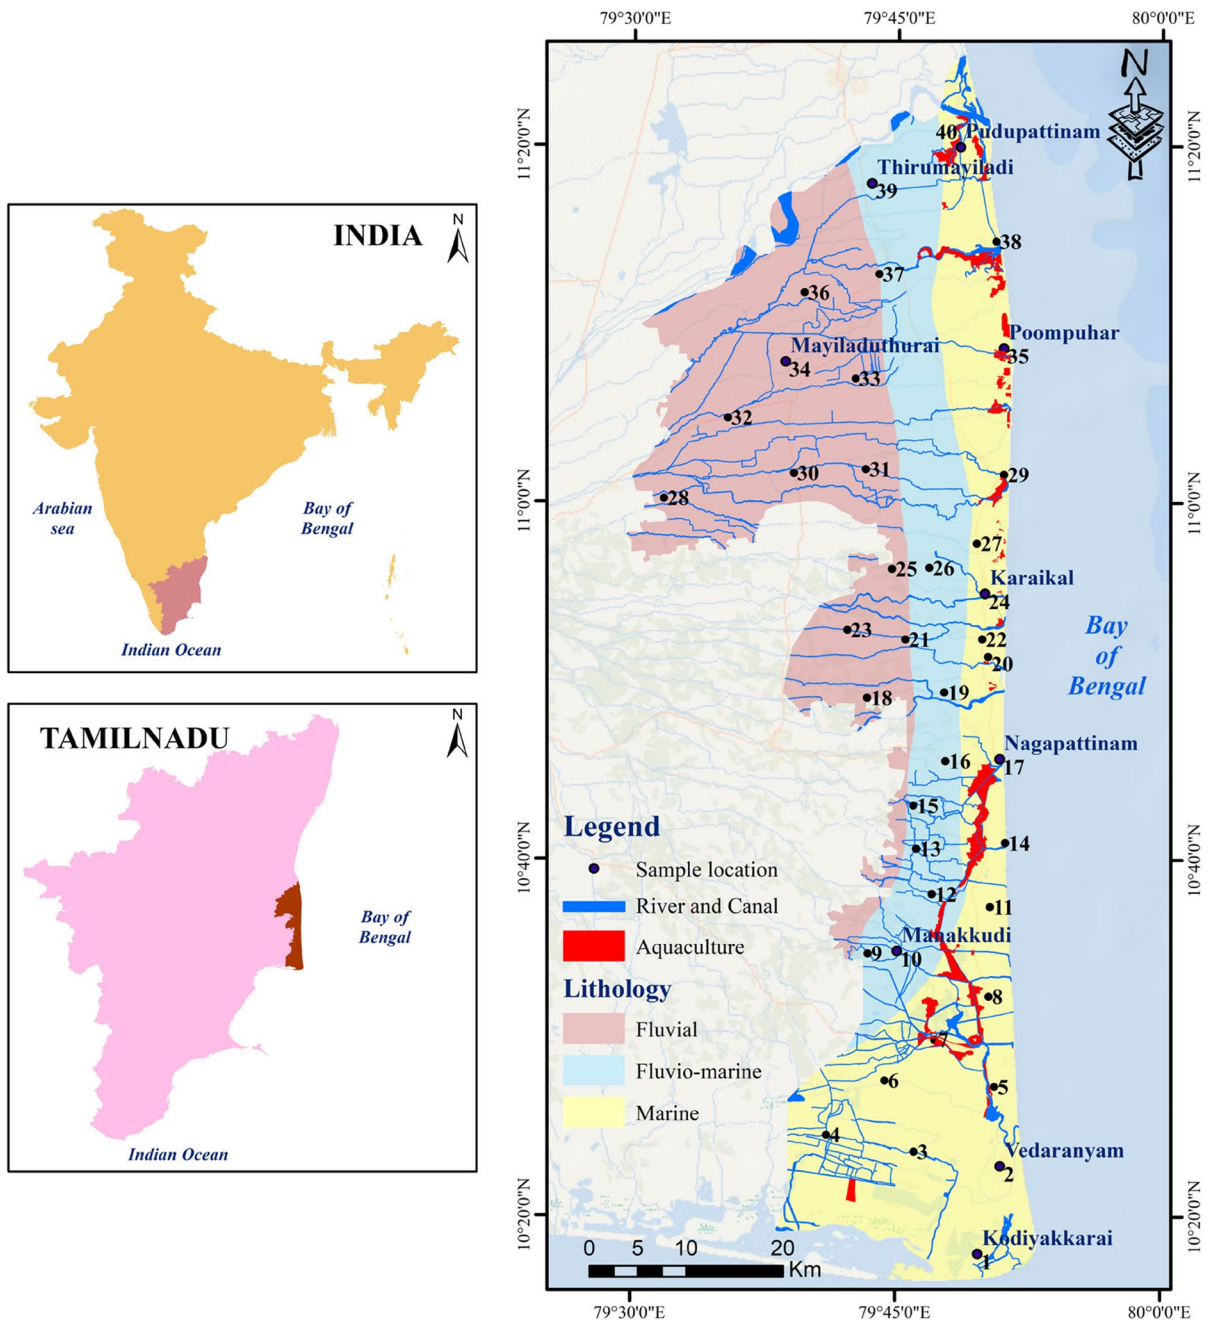 INDIA
N
Arabian
sea
Bay of
Bengal
Indian Ocean
TAMILNADU
N
Bay of
Bengal
Indian Ocean
79°30'0"E
79°45'0"E
80°0'0"E
N
11°20'0"N
11°20'0"N
40
Pudupattinam
Thirumayiladi
39
38
37
36
Poompuhar
35
Mayiladuthurai
34
33
32
31
30
29
28
11°0'0"N
11°0'0"N
27
26
25
Karaikal
24
23
22
21
20
19
18
Bay
of
Bengal
Nagapattinam
17
16
15
14
13
12
11
10°40'0"N
10°40'0"N
Manakkudi
10
9
8
7
6
5
4
3
Vedaranyam
2
Kodiyakkarai
1
10°20'0"N
10°20'0"N
Legend
Sample location
River and Canal
Aquaculture
Lithology
Fluvial
Fluvio-marine
Marine
0 5 10 20
Km
79°30'0"E
79°45'0"E
80°0'0"E